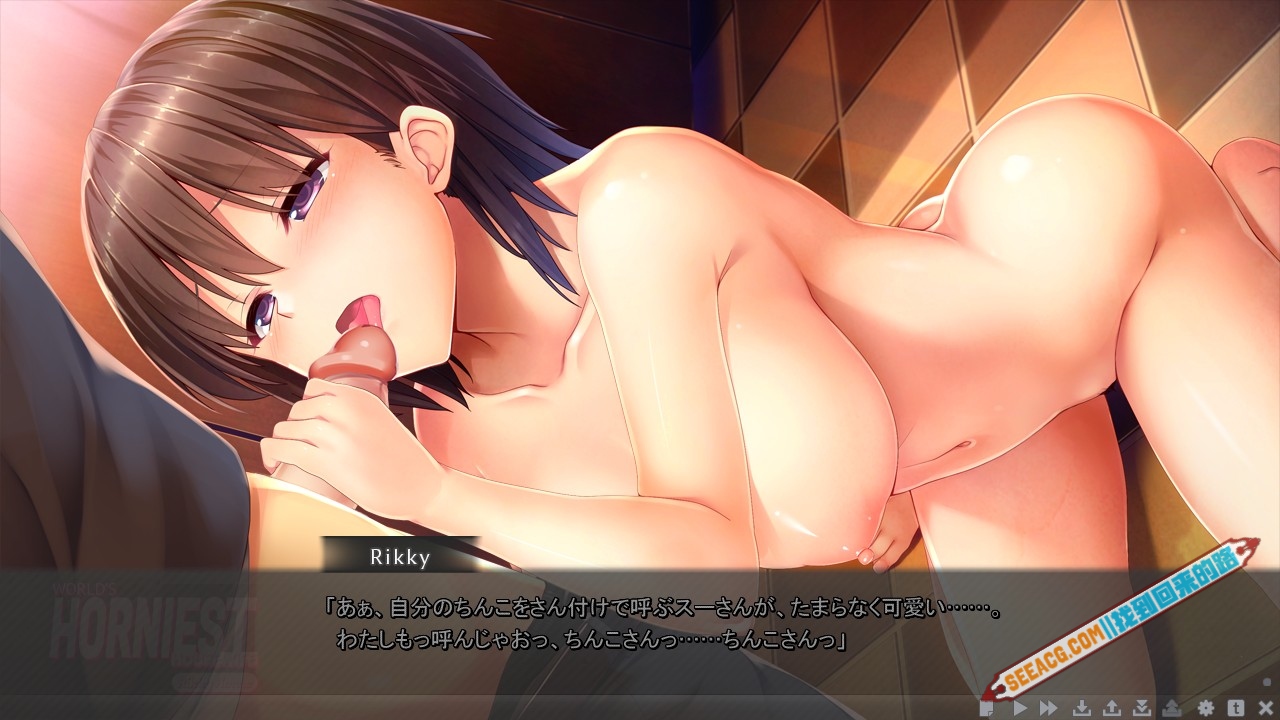 Rikky
「あぁ、自分のちんこをさん付けで呼ぶスーさんが、たまらなく可愛い……。
わたしもっ呼んじゃおっ、ちんこさんっ……ちんこさんっ」
WORLD'S
HORNIEST
SEEACG.COM||找到回来的路
t